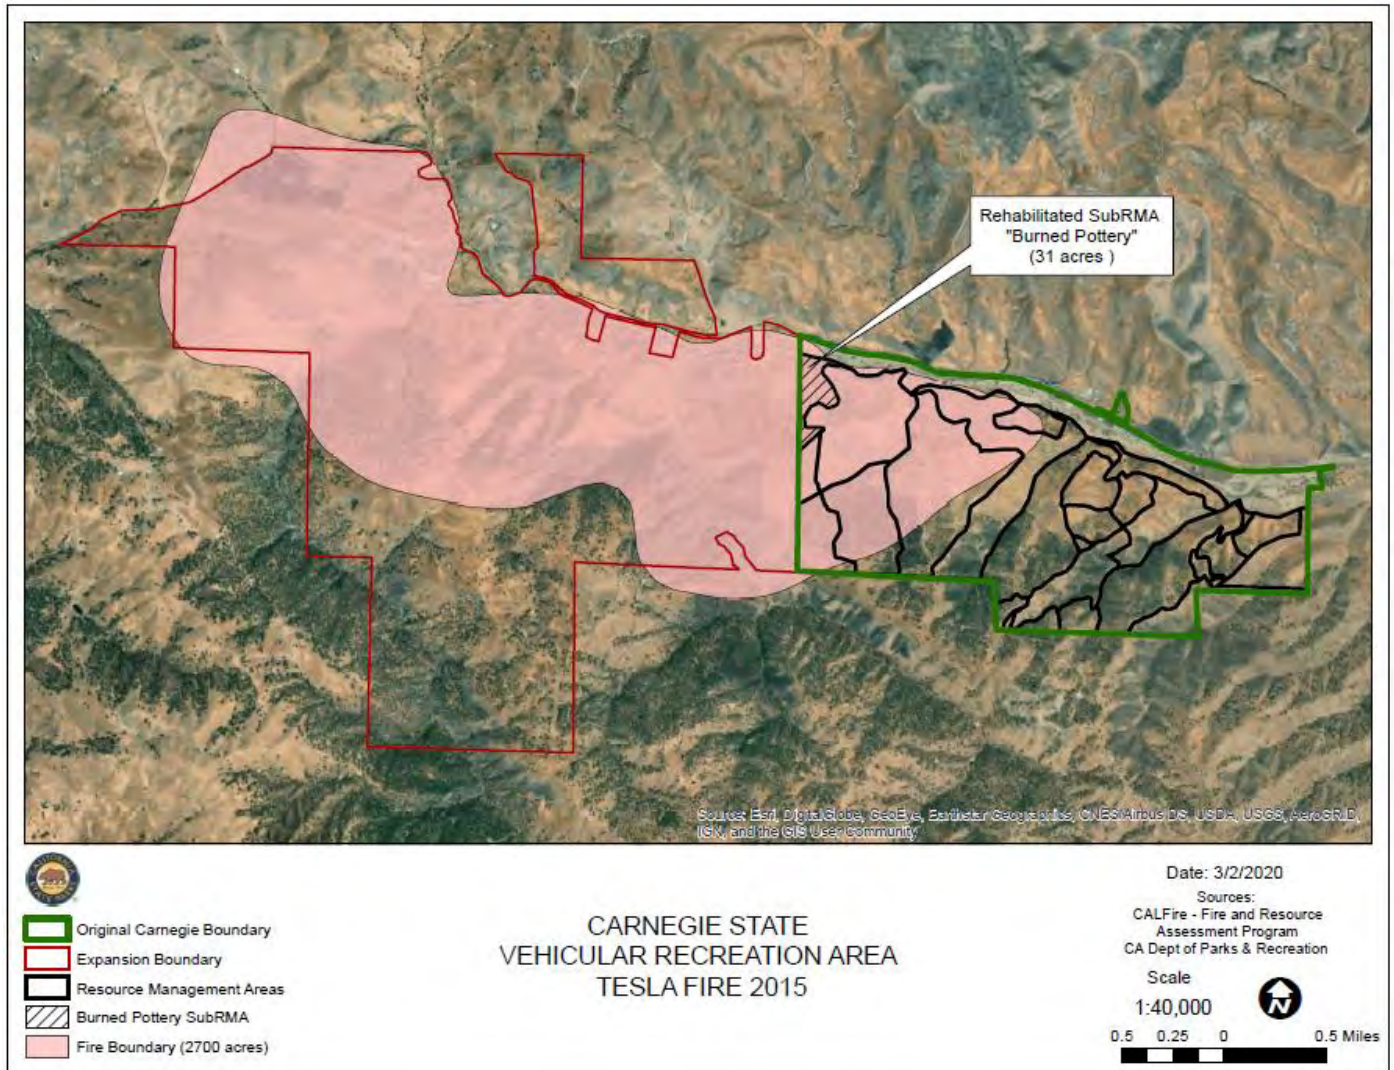 Rehabilitated SubRMA
"Burned Pottery"
(31 acres )
Source: Esri, DigitalGlobe, GeoEye, Earthstar Geographics, CNES/Airbus DS, USDA, USGS, AeroGRID,
IGN, and the GIS User Community
CALIFORNIA
STATE PARKS
Original Carnegie Boundary
Expansion Boundary
Resource Management Areas
Burned Pottery SubRMA
Fire Boundary (2700 acres)
CARNEGIE STATE
VEHICULAR RECREATION AREA
TESLA FIRE 2015
Date: 3/2/2020
Sources:
CALFire - Fire and Resource
Assessment Program
CA Dept of Parks & Recreation
Scale
1:40,000
N
0.5 0.25 0 0.5 Miles